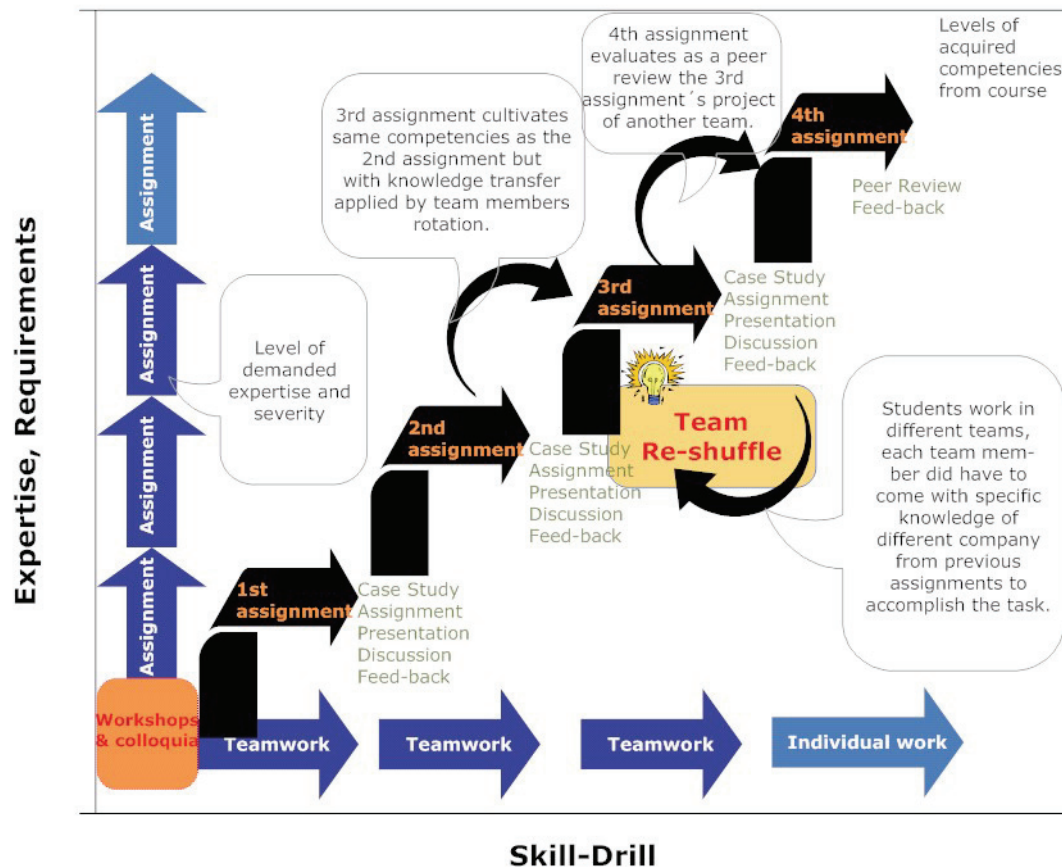 Levels of
acquired
competencies
from course
4th assignment
evaluates as a peer
review the 3rd
assignment´s project
of another team.
3rd assignment cultivates
same competencies as the
2nd assignment but
with knowledge transfer
applied by team members
rotation.
4th
assignment
Peer Review
Feed-back
Assignment
Assignment
Assignment
Assignment
Expertise, Requirements
Level of
demanded
expertise and
severity
3rd
assignment
Case Study
Assignment
Presentation
Discussion
Feed-back
2nd
assignment
Case Study
Assignment
Presentation
Discussion
Feed-back
Team
Re-shuffle
Students work in
different teams,
each team mem-
ber did have to
come with specific
knowledge of
different company
from previous
assignments to
accomplish the task.
1st
assignment
Case Study
Assignment
Presentation
Discussion
Feed-back
Workshops
& colloquia
Teamwork
Teamwork
Teamwork
Individual work
Skill-Drill